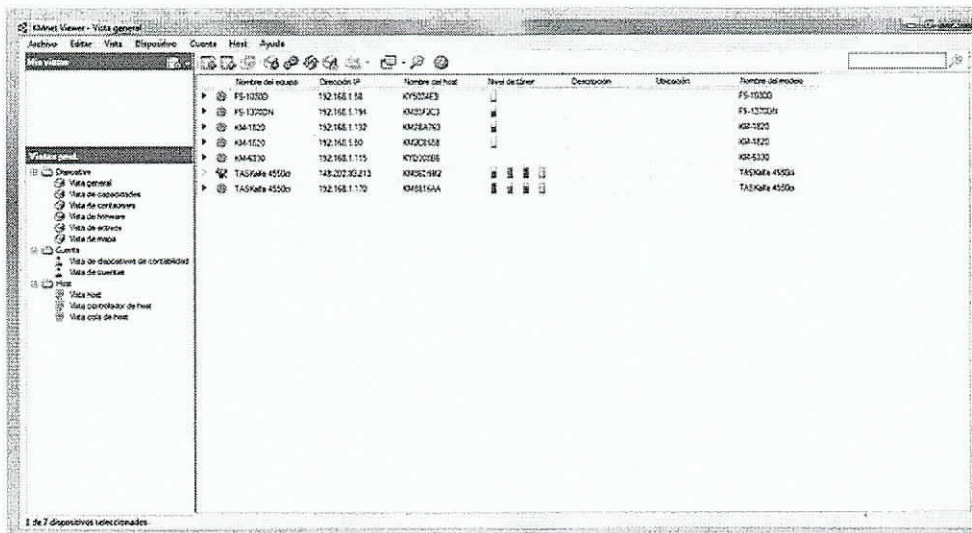 KMnet Viewer - Vista general
Archivo Editar Vista Dispositivo Cuenta Host Ayuda
Mis vistas
Nombre del equipo Dirección IP Nombre del host Nivel de tóner Descripción Ubicación Nombre del modelo
FS-1030D 192.168.1.58 FS-1030D
FS-1370DN 192.168.1.194 FS-1370DN
KM-1820 192.168.1.132 KM-1820
KM-1820 KM-1820
KM-6330 192.168.1.115 KM-6330
TASKalfa 4550ci TASKalfa 4550ci
TASKalfa 4550ci 192.168.1.170 TASKalfa 4550ci
Vistas pred.
Dispositivo
Vista general
Vista de capacidades
Vista de contadores
Vista de firmware
Vista de activos
Vista de mapa
Cuenta
Vista de dispositivos de contabilidad
Vista de cuentas
Host
Vista host
Vista controlador de host
Vista cola de host
1 de 7 dispositivos seleccionados